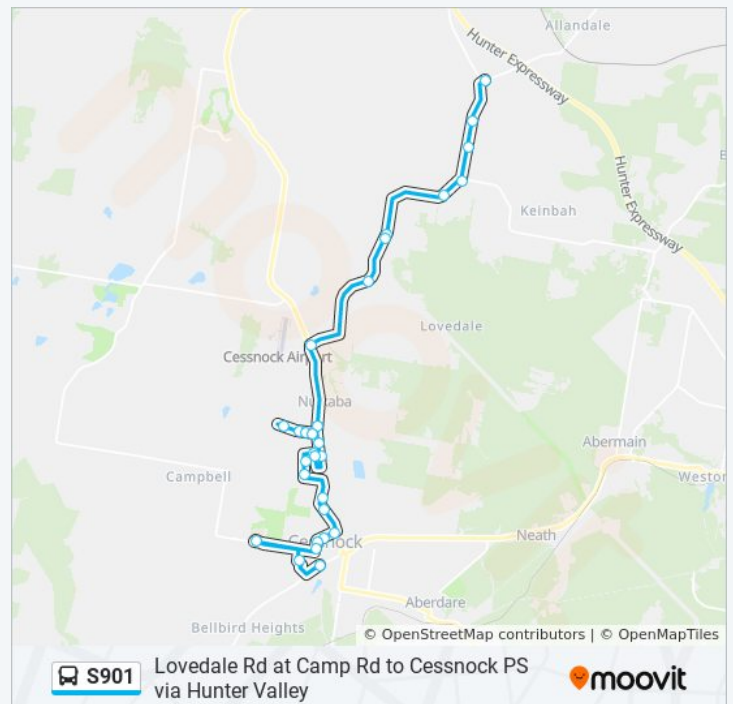 Allandale
Hunter Expressway
Hunter Expressway
Keinbah
Lovedale
Cessnock Airport
Nulkaba
Abermain
Campbell
Weston
Neath
Cessnock
Aberdare
Bellbird Heights
© OpenStreetMap contributors | © OpenMapTiles
S901
Lovedale Rd at Camp Rd to Cessnock PS
via Hunter Valley
moovit